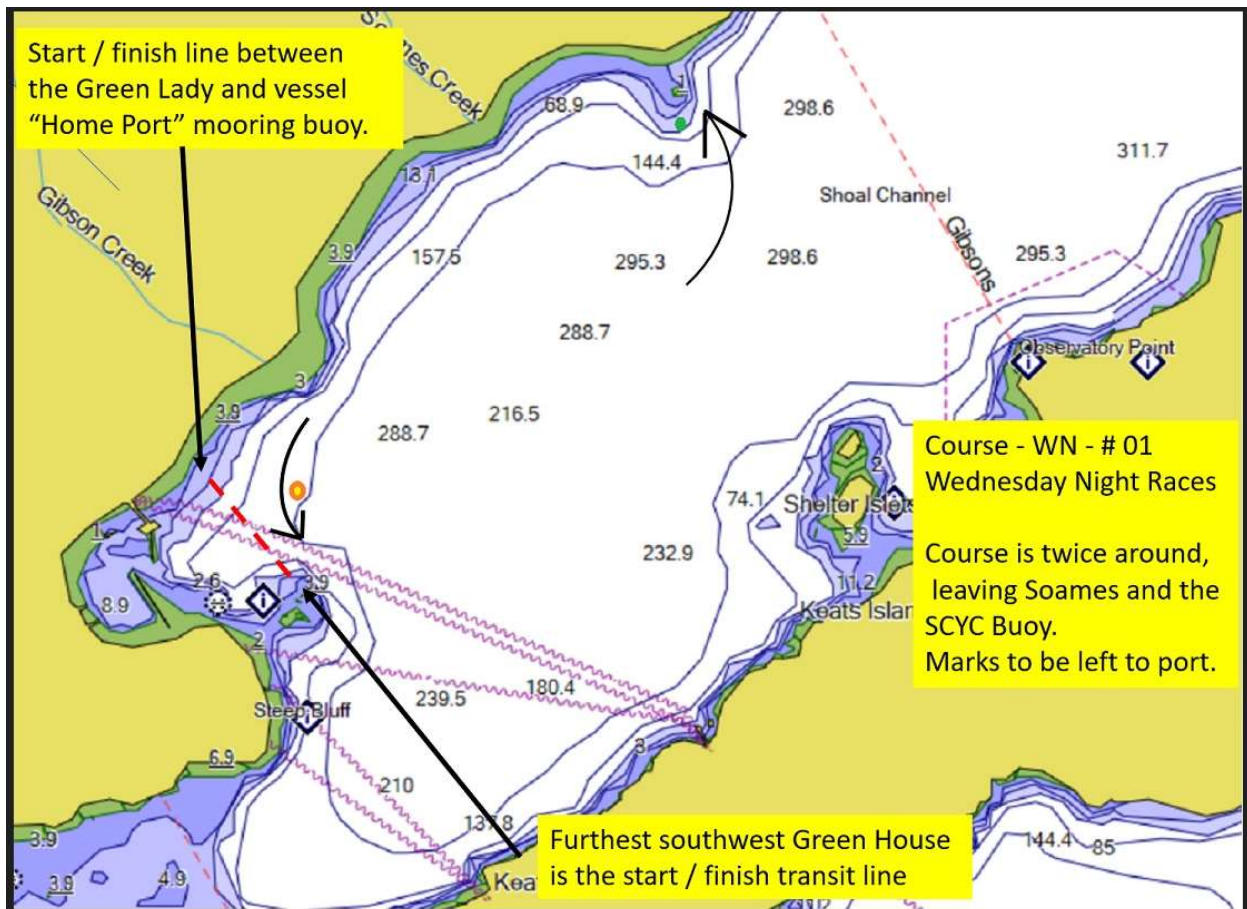 Start / finish line between
the Green Lady and vessel
“Home Port” mooring buoy.
Soames Creek
1
68.9
298.6
144.4
311.7
13.1
Shoal Channel
Gibson Creek
3.9
157.5
295.3
298.6
Gibsons
295.3
288.7
Observatory Point
3
3.9
216.5
288.7
Course - WN - # 01
Wednesday Night Races
Course is twice around,
leaving Soames and the
SCYC Buoy.
Marks to be left to port.
2
74.1
Shelter Islets
1
5.9
232.9
2.6
3.9
11.2
8.9
Keats Islan
2
180.4
239.5
Steep Bluff
3
6.9
210
137.8
Furthest southwest Green House
is the start / finish transit line
3.9
144.4
85
3.9
4.9
Keat